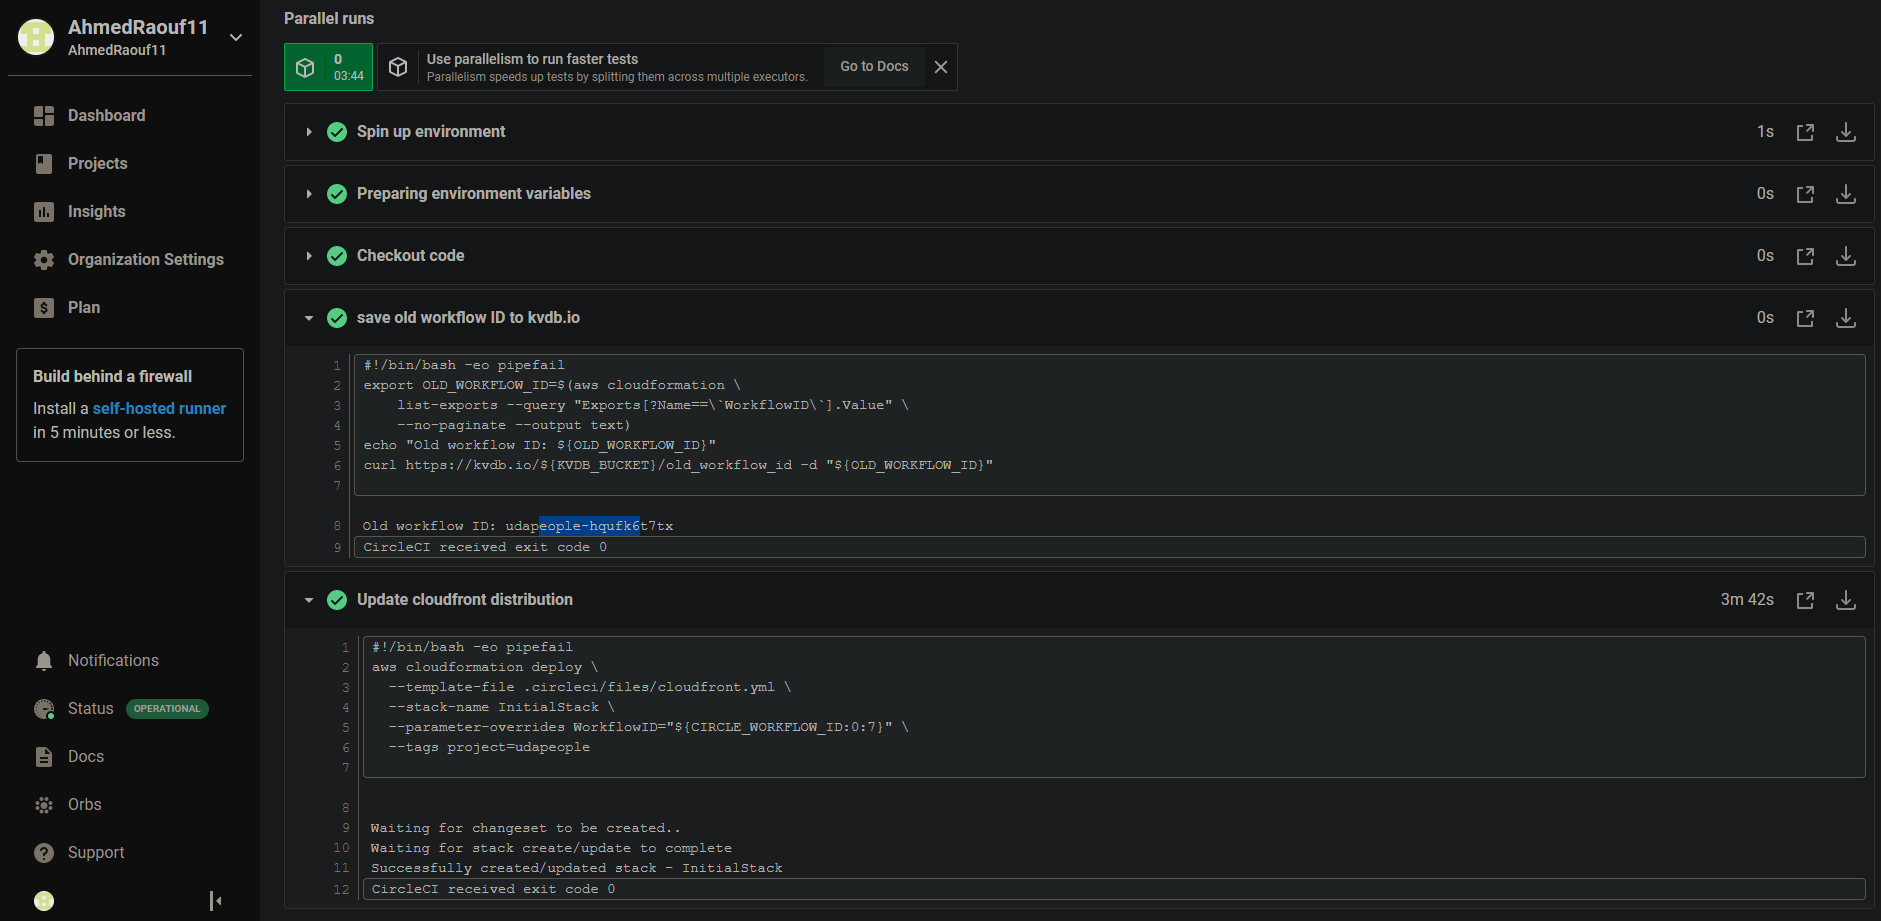 AhmedRaouf11
AhmedRaouf11
Dashboard
Projects
Insights
Organization Settings
Plan
Build behind a firewall
Install a self-hosted runner
in 5 minutes or less.
Notifications
Status OPERATIONAL
Docs
Orbs
Support
Parallel runs
0
03:44
Use parallelism to run faster tests
Parallelism speeds up tests by splitting them across multiple executors.
Go to Docs
Spin up environment 1s
Preparing environment variables 0s
Checkout code 0s
save old workflow ID to kvdb.io 0s
1 #!/bin/bash -eo pipefail
2 export OLD_WORKFLOW_ID=$(aws cloudformation \
3 list-exports --query "Exports[?Name==\`WorkflowID\`].Value" \
4 --no-paginate --output text)
5 echo "Old workflow ID: ${OLD_WORKFLOW_ID}"
6 curl https://kvdb.io/${KVDB_BUCKET}/old_workflow_id -d "${OLD_WORKFLOW_ID}"
7
8 Old workflow ID: udapeople-hqufk6t7tx
9 CircleCI received exit code 0
Update cloudfront distribution 3m 42s
1 #!/bin/bash -eo pipefail
2 aws cloudformation deploy \
3 --template-file .circleci/files/cloudfront.yml \
4 --stack-name InitialStack \
5 --parameter-overrides WorkflowID="${CIRCLE_WORKFLOW_ID:0:7}" \
6 --tags project=udapeople
7
8
9 Waiting for changeset to be created..
10 Waiting for stack create/update to complete
11 Successfully created/updated stack - InitialStack
12 CircleCI received exit code 0